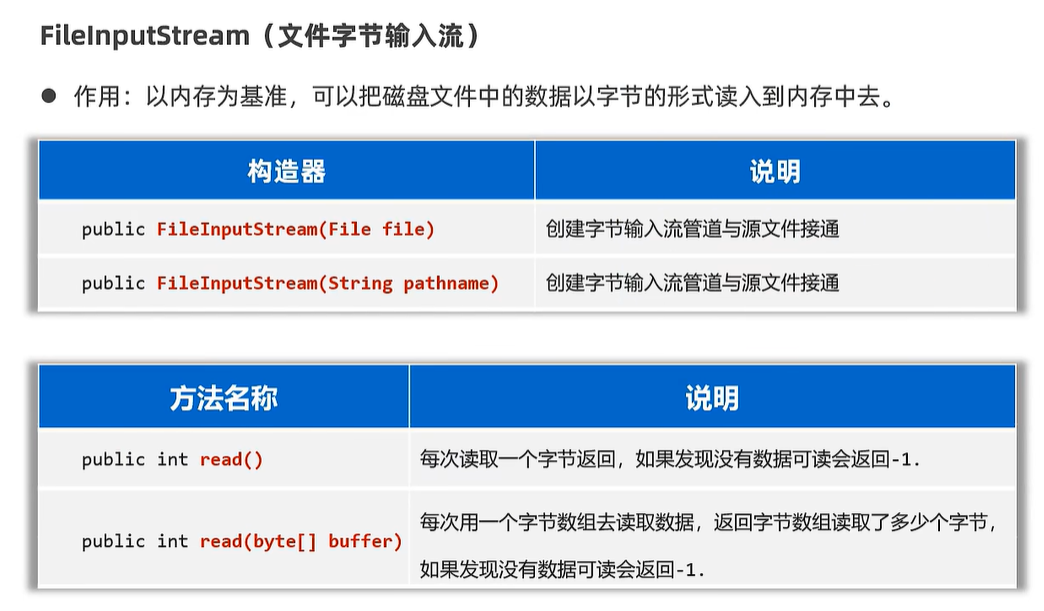 FileInputStream（文件字节输入流）
● 作用：以内存为基准，可以把磁盘文件中的数据以字节的形式读入到内存中去。
构造器 说明
public FileInputStream(File file) 创建字节输入流管道与源文件接通
public FileInputStream(String pathname) 创建字节输入流管道与源文件接通
方法名称 说明
public int read() 每次读取一个字节返回，如果发现没有数据可读会返回-1.
public int read(byte[] buffer) 每次用一个字节数组去读取数据，返回字节数组读取了多少个字节，
如果发现没有数据可读会返回-1.